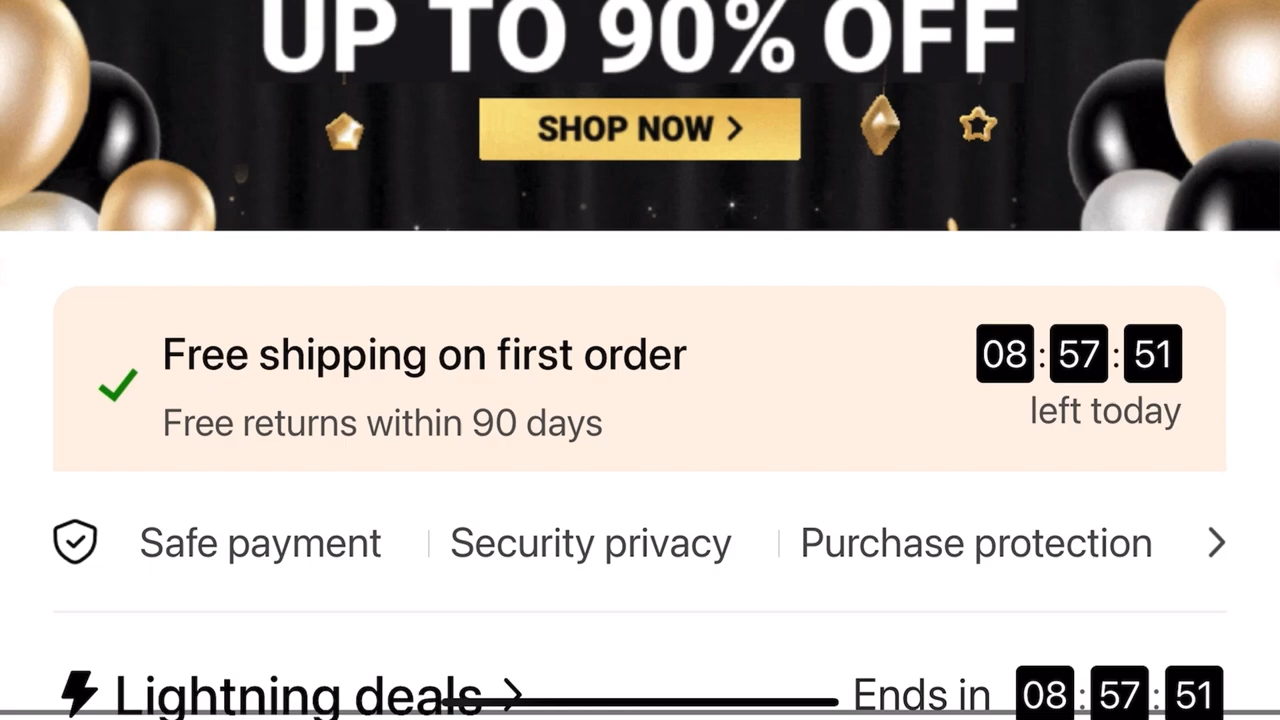 UP TO 90% OFF
SHOP NOW >
Free shipping on first order
08:57:51
Free returns within 90 days
left today
Safe payment
Security privacy
Purchase protection >
Lightning deals > Ends in 08:57:51